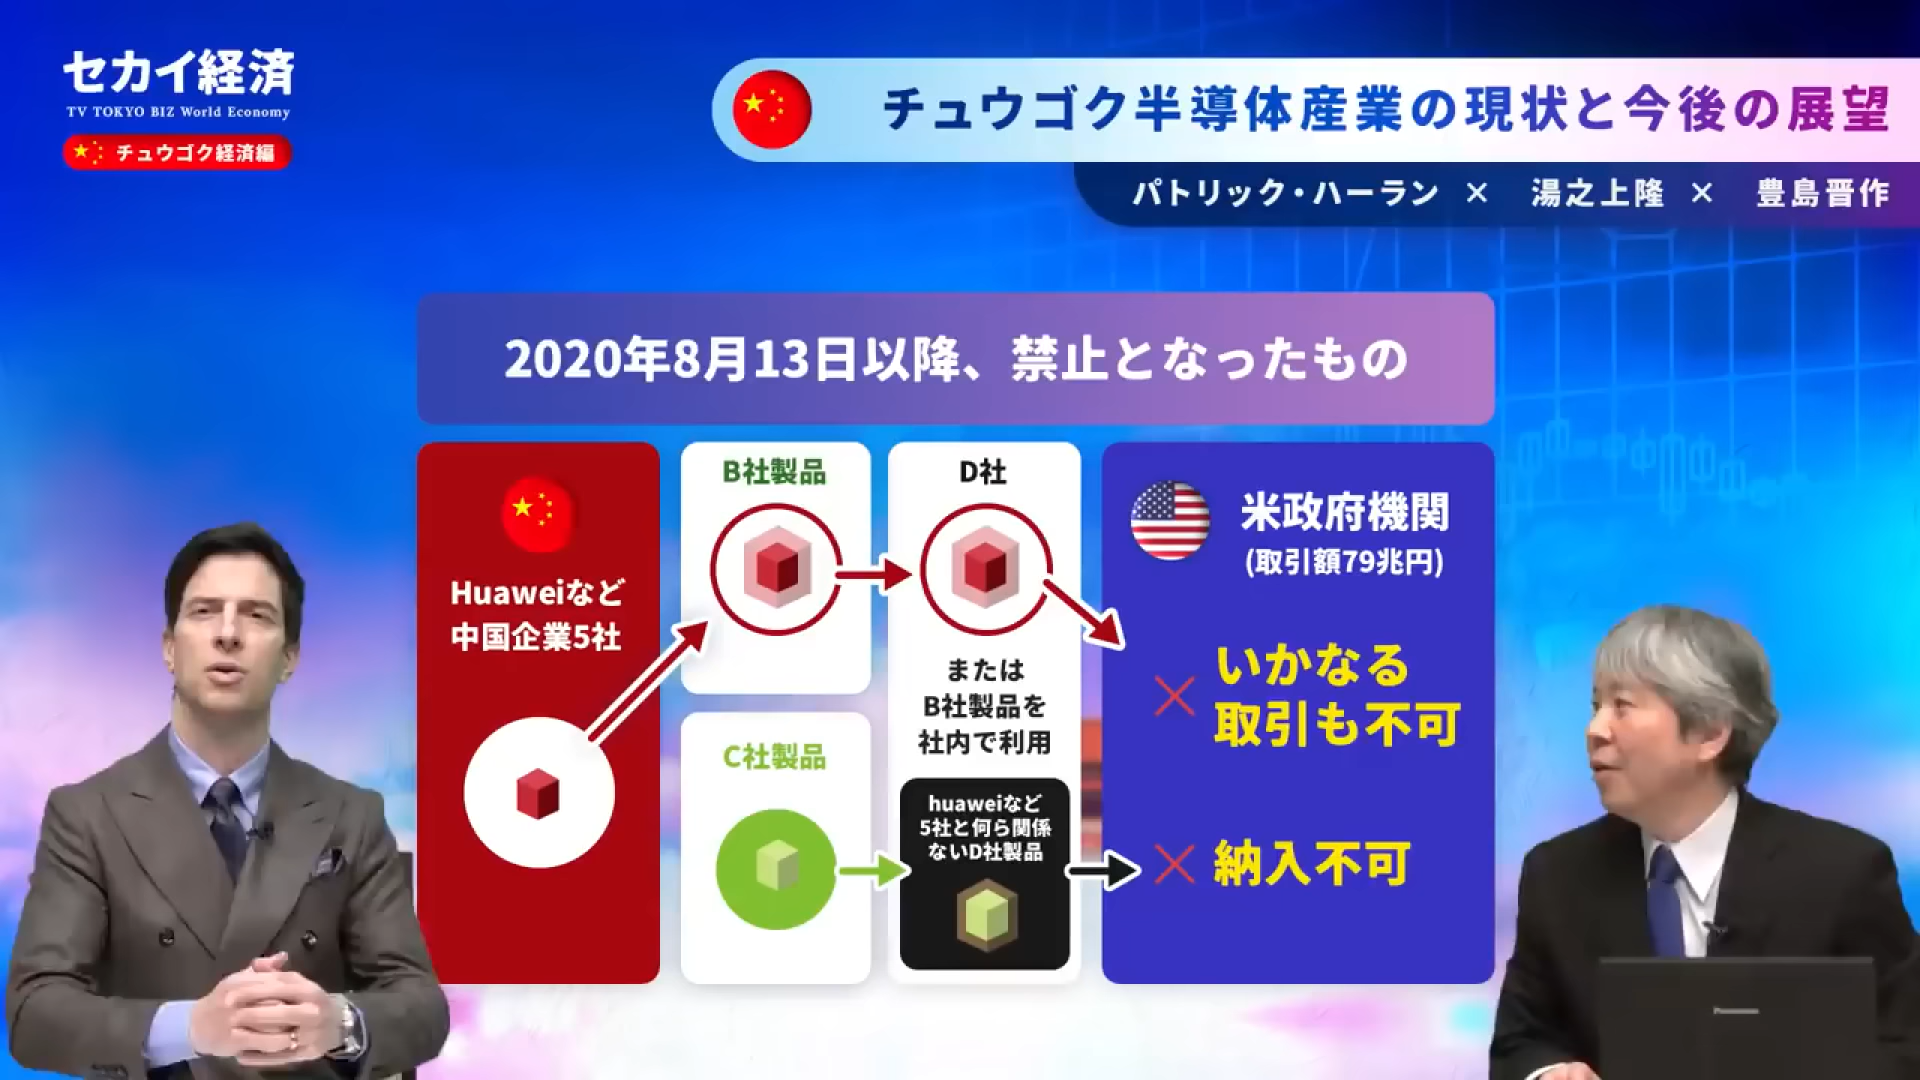 セカイ経済
TV TOKYO BIZ World Economy
チュウゴク経済編
チュウゴク半導体産業の現状と今後の展望
パトリック・ハーラン × 湯之上隆 × 豊島晋作
2020年8月13日以降、禁止となったもの
Huaweiなど
中国企業5社
B社製品
C社製品
D社
または
B社製品を
社内で利用
huaweiなど
5社と何ら関係
ないD社製品
米政府機関
(取引額79兆円)
× いかなる
取引も不可
× 納入不可
Panasonic